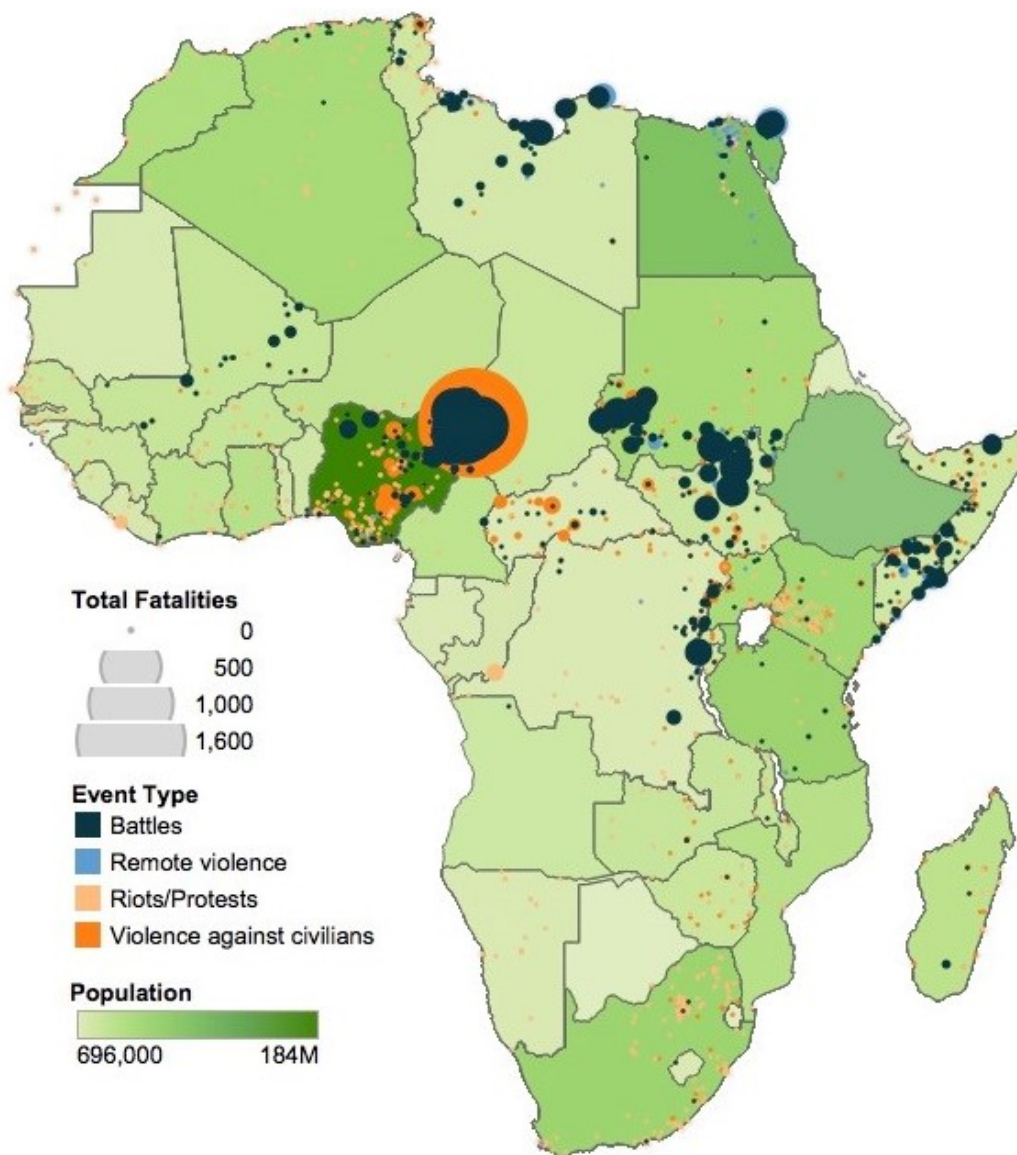 Total Fatalities
0
500
1,000
1,600
Event Type
Battles
Remote violence
Riots/Protests
Violence against civilians
Population
696,000 184M